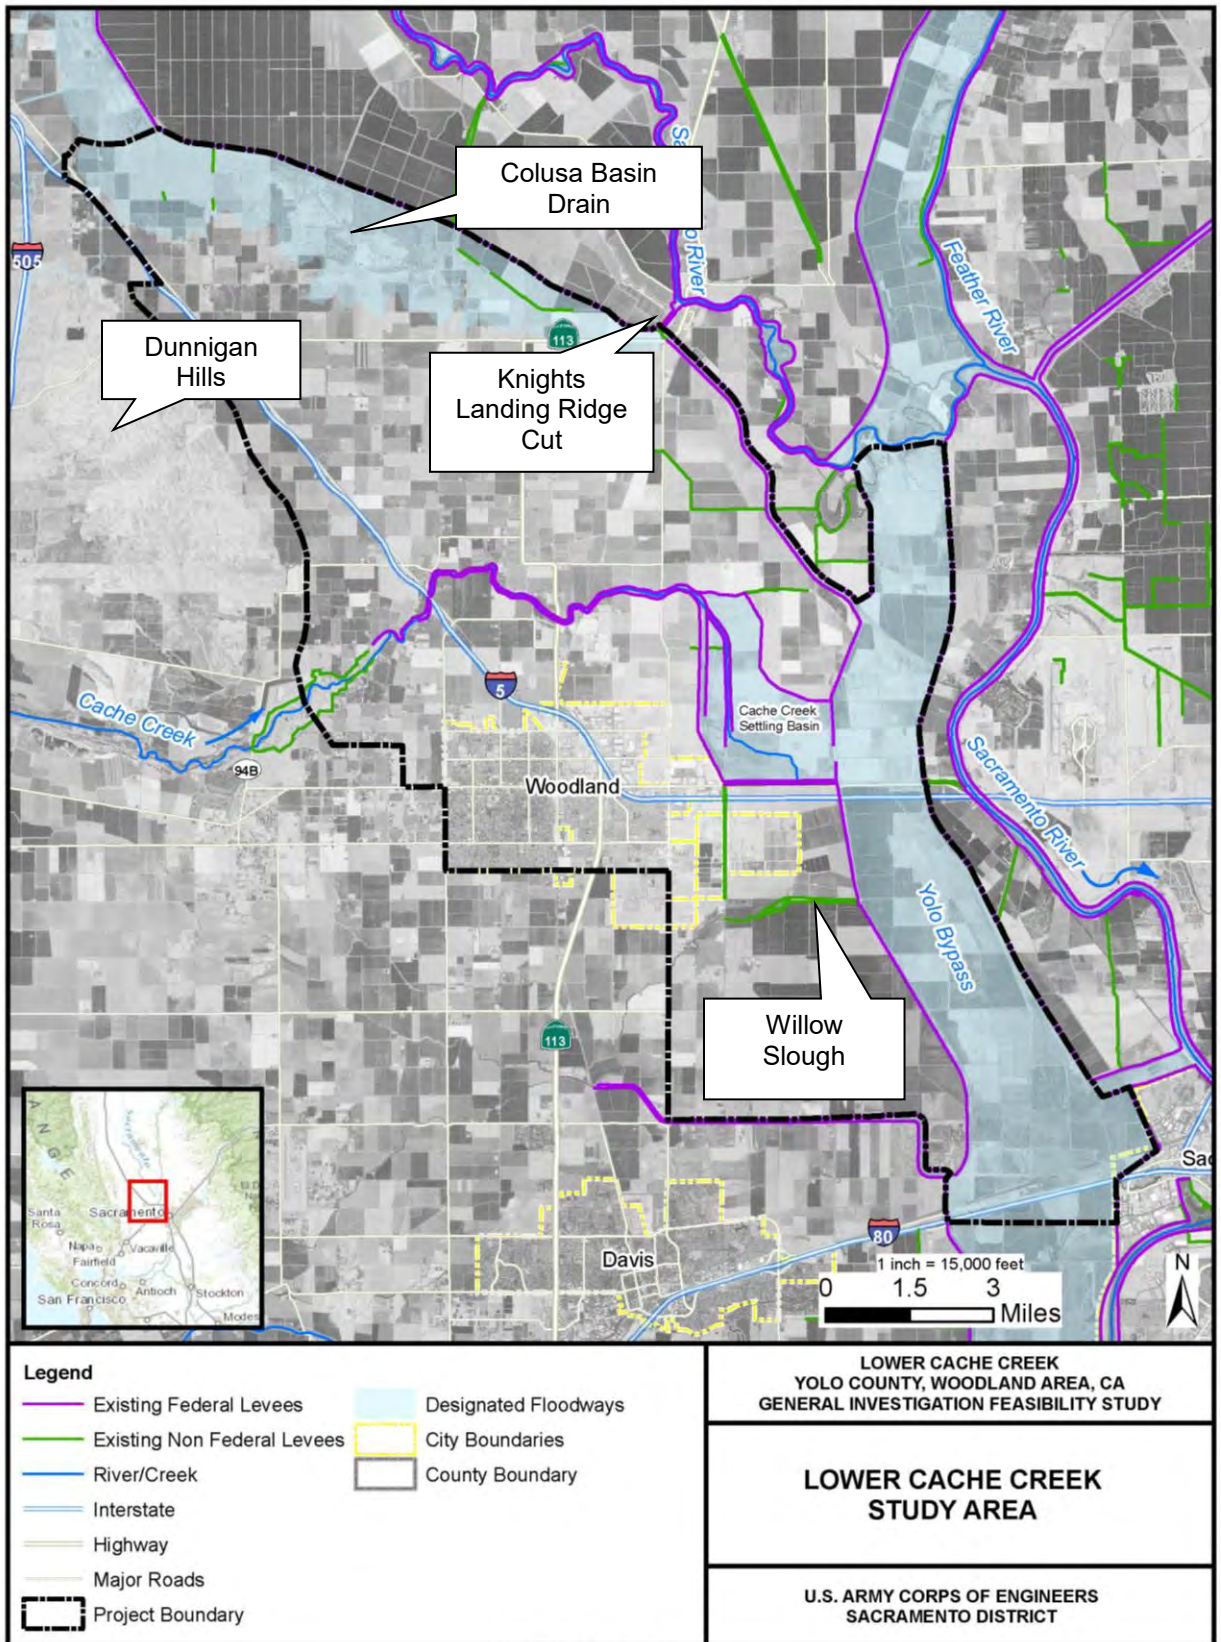 Colusa Basin
Drain
Sa
o River
505
Feather River
Dunnigan
Hills
113
Knights
Landing Ridge
Cut
Cache Creek
94B
5
Cache Creek
Settling Basin
Woodland
Sacramento River
Yolo Bypass
Willow
Slough
113
Sac
80
Davis
1 inch = 15,000 feet
0 1.5 3
Miles
N
A
N
G
E
Sacramento
Santa
Rosa
Sacramento
Napa
Vacaville
Fairfield
Concord
Antioch
Stockton
San Francisco
Modes
Legend
Existing Federal Levees
Existing Non Federal Levees
River/Creek
Interstate
Highway
Major Roads
Project Boundary
Designated Floodways
City Boundaries
County Boundary
LOWER CACHE CREEK
YOLO COUNTY, WOODLAND AREA, CA
GENERAL INVESTIGATION FEASIBILITY STUDY
LOWER CACHE CREEK
STUDY AREA
U.S. ARMY CORPS OF ENGINEERS
SACRAMENTO DISTRICT